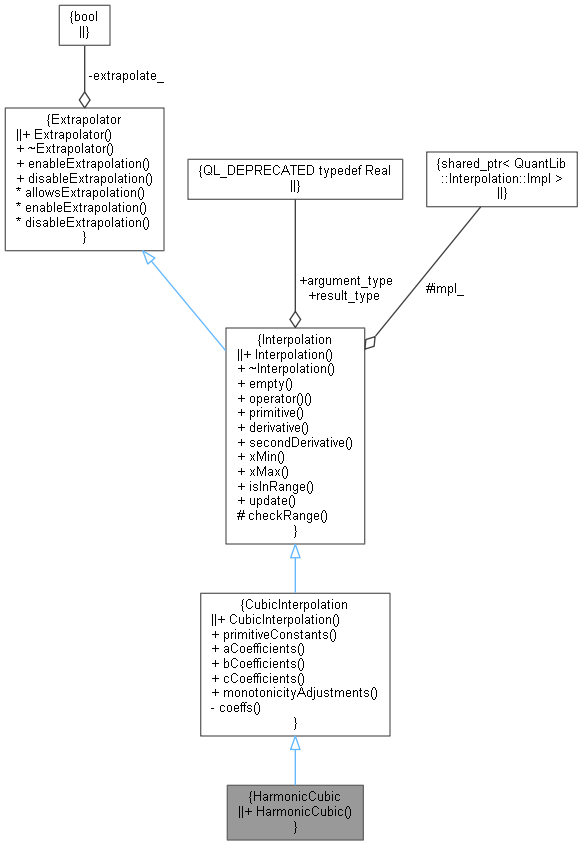 {bool
||}
-extrapolate_
{Extrapolator
||+ Extrapolator()
+ ~Extrapolator()
+ enableExtrapolation()
+ disableExtrapolation()
* allowsExtrapolation()
* enableExtrapolation()
* disableExtrapolation()
}
{QL_DEPRECATED typedef Real
||}
{shared_ptr< QuantLib
::Interpolation::Impl >
||}
+argument_type
+result_type
#impl_
{Interpolation
||+ Interpolation()
+ ~Interpolation()
+ empty()
+ operator()()
+ primitive()
+ derivative()
+ secondDerivative()
+ xMin()
+ xMax()
+ isInRange()
+ update()
# checkRange()
}
{CubicInterpolation
||+ CubicInterpolation()
+ primitiveConstants()
+ aCoefficients()
+ bCoefficients()
+ cCoefficients()
+ monotonicityAdjustments()
- coeffs()
}
{HarmonicCubic
||+ HarmonicCubic()
}